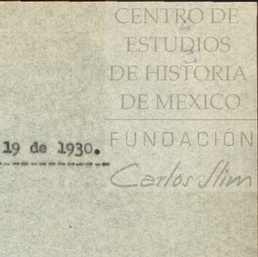 CENTRO DE
ESTUDIOS
DE HISTORIA
DE MEXICO
FUNDACIÓN
Carlos Slim
19 de 1930.